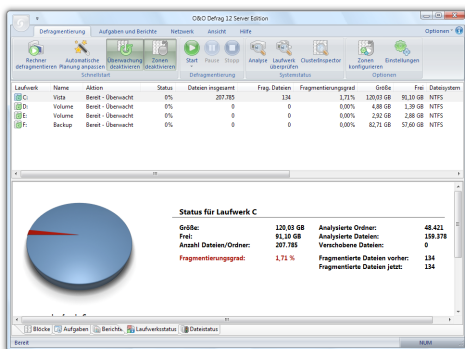 O&O Defrag 12 Server Edition
Defragmentierung Aufgaben und Berichte Netzwerk Ansicht Hilfe Optionen
Rechner defragmentieren
Automatische Planung anpassen
Überwachung deaktivieren
Zonen deaktivieren
Start Pause Stopp
Analyse
Laufwerk überprüfen
ClusterInspector
Zonen konfigurieren
Einstellungen
Schnellstart Defragmentierung Systemstatus Optionen
Laufwerk Name Aktion Status Dateien insgesamt Frag. Dateien Fragmentierungsgrad Größe Frei Dateisystem
C: Vista Bereit - Überwacht 0% 207.785 134 1,71% 120,03 GB 91,10 GB NTFS
D: Volume Bereit - Überwacht 0% 0 0 0,00% 4,88 GB 1,39 GB NTFS
E: Volume Bereit - Überwacht 0% 0 0 0,00% 2,92 GB 2,88 GB NTFS
F: Backup Bereit - Überwacht 0% 0 0 0,00% 82,71 GB 57,60 GB NTFS
Status für Laufwerk C
Größe: 120,03 GB Analysierte Ordner: 48.421
Frei: 91,10 GB Analysierte Dateien: 159.378
Anzahl Dateien/Ordner: 207.785 Verschobene Dateien: 0
Fragmentierungsgrad: 1,71 % Fragmentierte Dateien vorher: 134
Fragmentierte Dateien jetzt: 134
Blöcke Aufgaben Berichte Laufwerksstatus Dateistatus
Bereit NUM